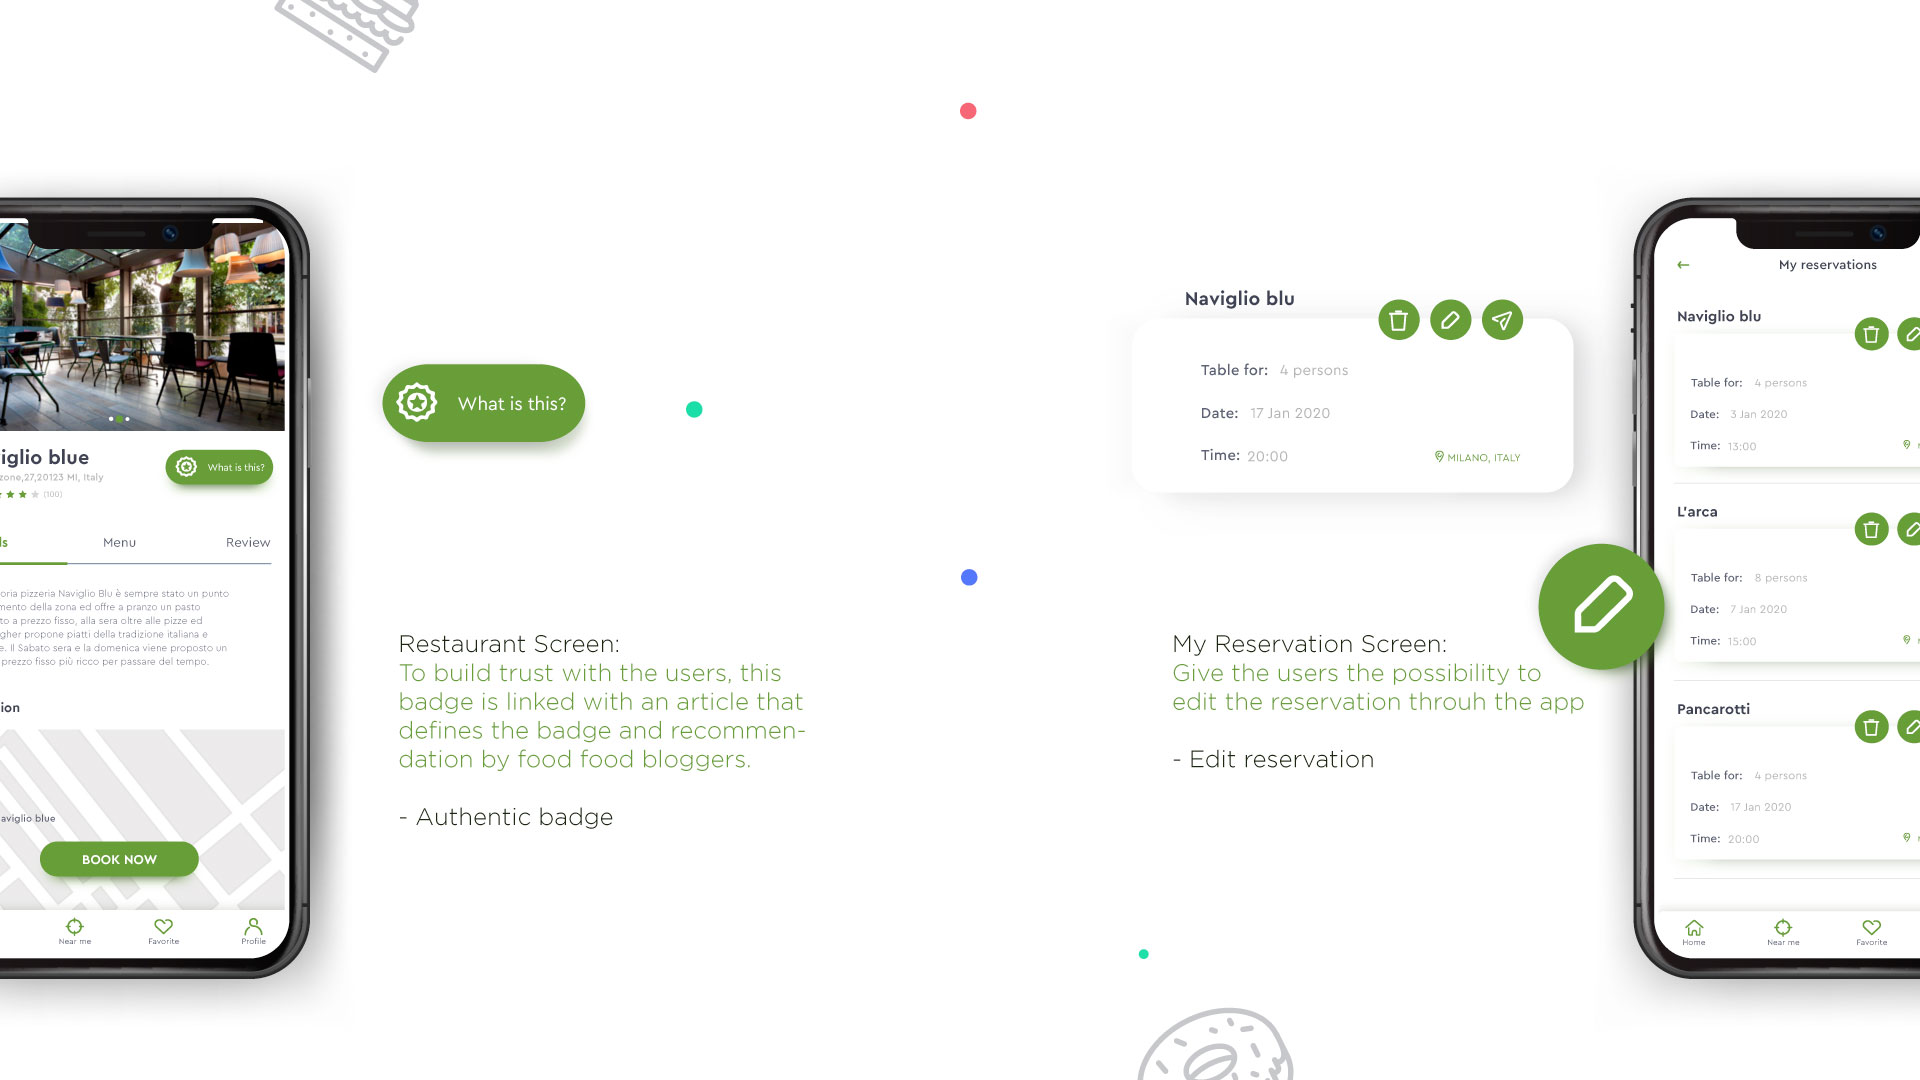 iglio blue
zone,27,20123 MI, Italy
(100)
What is this?
ls
Menu
Review
oria pizzeria Naviglio Blu è sempre stato un punto
mento della zona ed offre a pranzo un pasto
to a prezzo fisso, alla sera oltre alle pizze ed
gher propone piatti della tradizione italiana e
e. Il Sabato sera e la domenica viene proposto un
prezzo fisso più ricco per passare del tempo.
ion
aviglio blue
BOOK NOW
Near me
Favorite
Profile
What is this?
Restaurant Screen:
To build trust with the users, this
badge is linked with an article that
defines the badge and recommen-
dation by food food bloggers.
- Authentic badge
Naviglio blu
Table for: 4 persons
Date: 17 Jan 2020
Time: 20:00
MILANO, ITALY
My Reservation Screen:
Give the users the possibility to
edit the reservation throuh the app
- Edit reservation
My reservations
Naviglio blu
Table for: 4 persons
Date: 3 Jan 2020
Time: 13:00
L'arca
Table for: 8 persons
Date: 7 Jan 2020
Time: 15:00
Pancarotti
Table for: 4 persons
Date: 17 Jan 2020
Time: 20:00
Home
Near me
Favorite